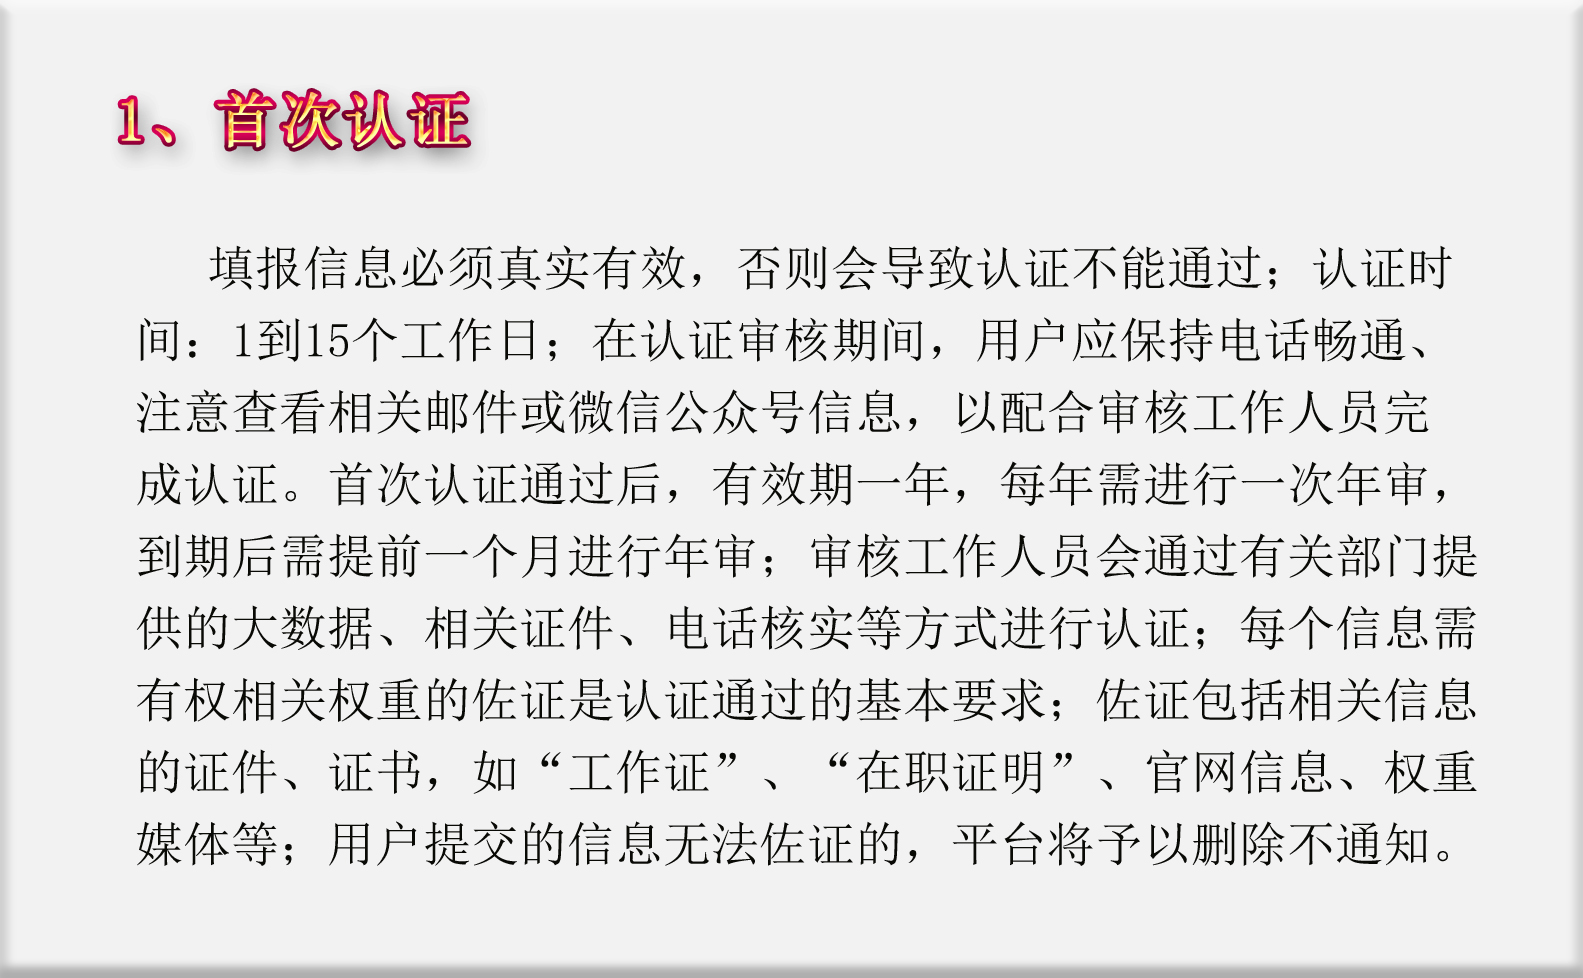 1、首次认证
填报信息必须真实有效，否则会导致认证不能通过；认证时
间：1到15个工作日；在认证审核期间，用户应保持电话畅通、
注意查看相关邮件或微信公众号信息，以配合审核工作人员完
成认证。首次认证通过后，有效期一年，每年需进行一次年审，
到期后需提前一个月进行年审；审核工作人员会通过有关部门提
供的大数据、相关证件、电话核实等方式进行认证；每个信息需
有权相关权重的佐证是认证通过的基本要求；佐证包括相关信息
的证件、证书，如“工作证”、“在职证明”、官网信息、权重
媒体等；用户提交的信息无法佐证的，平台将予以删除不通知。